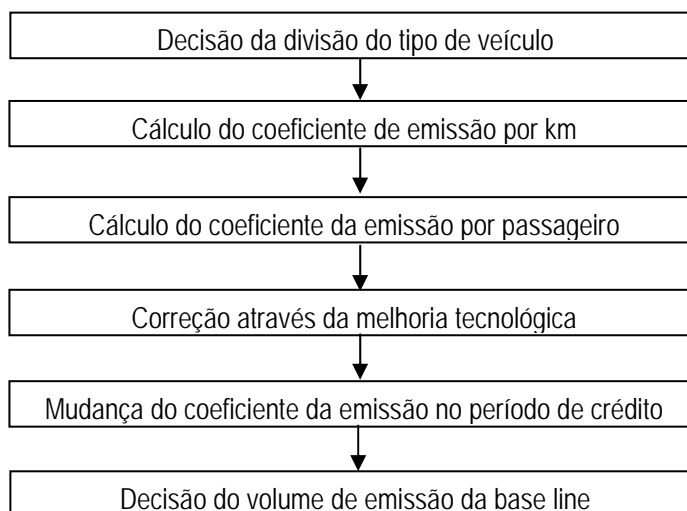 Decisão da divisão do tipo de veículo
Cálculo do coeficiente de emissão por km
Cálculo do coeficiente da emissão por passageiro
Correção através da melhoria tecnológica
Mudança do coeficiente da emissão no período de crédito
Decisão do volume de emissão da base line